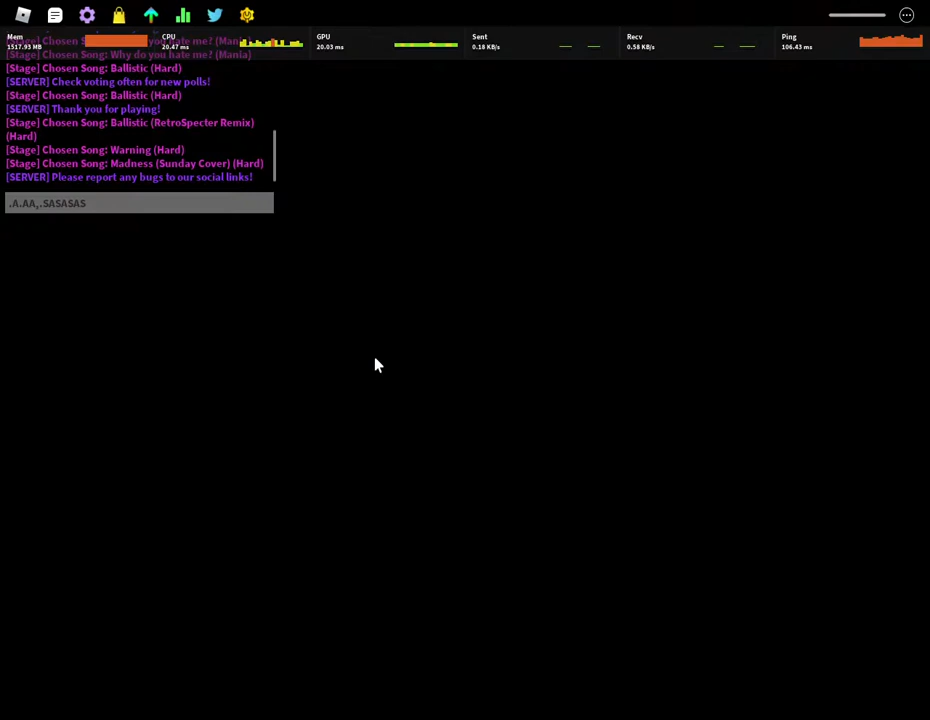 Mem
1517.93 MB
CPU
20.47 ms
GPU
20.03 ms
Sent
0.18 KB/s
Recv
0.58 KB/s
Ping
106.43 ms
[Stage] Chosen Song: Why do you hate me? (Mania)
[Stage] Chosen Song: Ballistic (Hard)
[SERVER] Check voting often for new polls!
[Stage] Chosen Song: Ballistic (Hard)
[SERVER] Thank you for playing!
[Stage] Chosen Song: Ballistic (RetroSpecter Remix)
(Hard)
[Stage] Chosen Song: Warning (Hard)
[Stage] Chosen Song: Madness (Sunday Cover) (Hard)
[SERVER] Please report any bugs to our social links!
.A.AA,.SASASAS